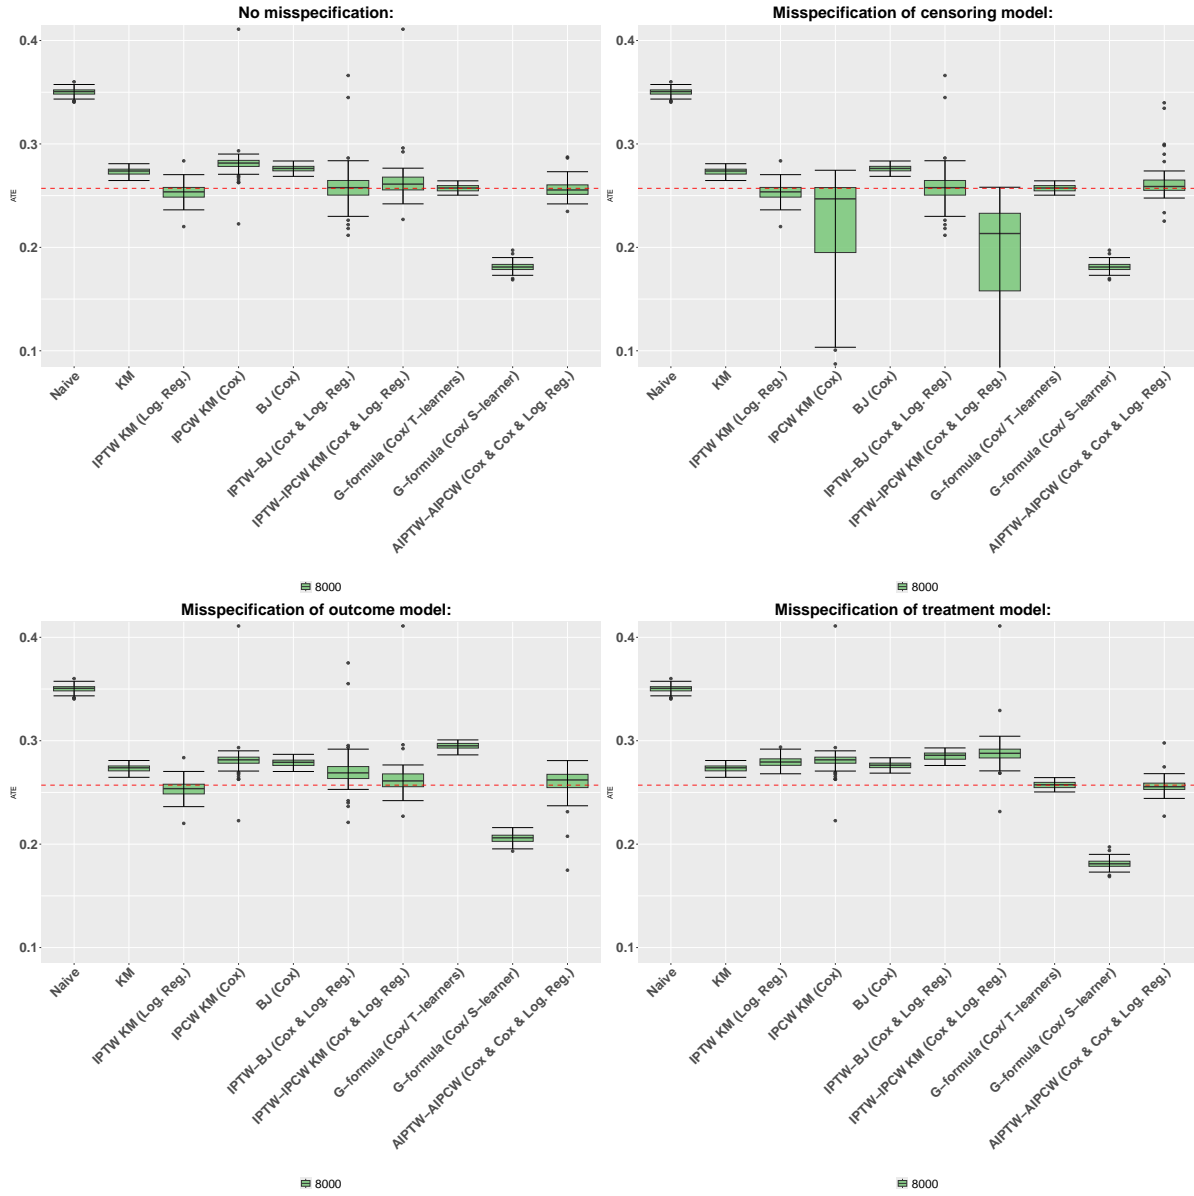 No misspecification:
0.4
0.3
0.2
0.1
ATE
Naive
KM
IPTW KM (Log. Reg.)
IPCW KM (Cox)
BJ (Cox)
IPTW−BJ (Cox & Log. Reg.)
IPTW−IPCW KM (Cox & Log. Reg.)
G−formula (Cox/ T−learners)
G−formula (Cox/ S−learner)
AIPTW−AIPCW (Cox & Cox & Log. Reg.)
8000
Misspecification of censoring model:
0.4
0.3
0.2
0.1
ATE
Naive
KM
IPTW KM (Log. Reg.)
IPCW KM (Cox)
BJ (Cox)
IPTW−BJ (Cox & Log. Reg.)
IPTW−IPCW KM (Cox & Log. Reg.)
G−formula (Cox/ T−learners)
G−formula (Cox/ S−learner)
AIPTW−AIPCW (Cox & Cox & Log. Reg.)
8000
Misspecification of outcome model:
0.4
0.3
0.2
0.1
ATE
Naive
KM
IPTW KM (Log. Reg.)
IPCW KM (Cox)
BJ (Cox)
IPTW−BJ (Cox & Log. Reg.)
IPTW−IPCW KM (Cox & Log. Reg.)
G−formula (Cox/ T−learners)
G−formula (Cox/ S−learner)
AIPTW−AIPCW (Cox & Cox & Log. Reg.)
8000
Misspecification of treatment model:
0.4
0.3
0.2
0.1
ATE
Naive
KM
IPTW KM (Log. Reg.)
IPCW KM (Cox)
BJ (Cox)
IPTW−BJ (Cox & Log. Reg.)
IPTW−IPCW KM (Cox & Log. Reg.)
G−formula (Cox/ T−learners)
G−formula (Cox/ S−learner)
AIPTW−AIPCW (Cox & Cox & Log. Reg.)
8000